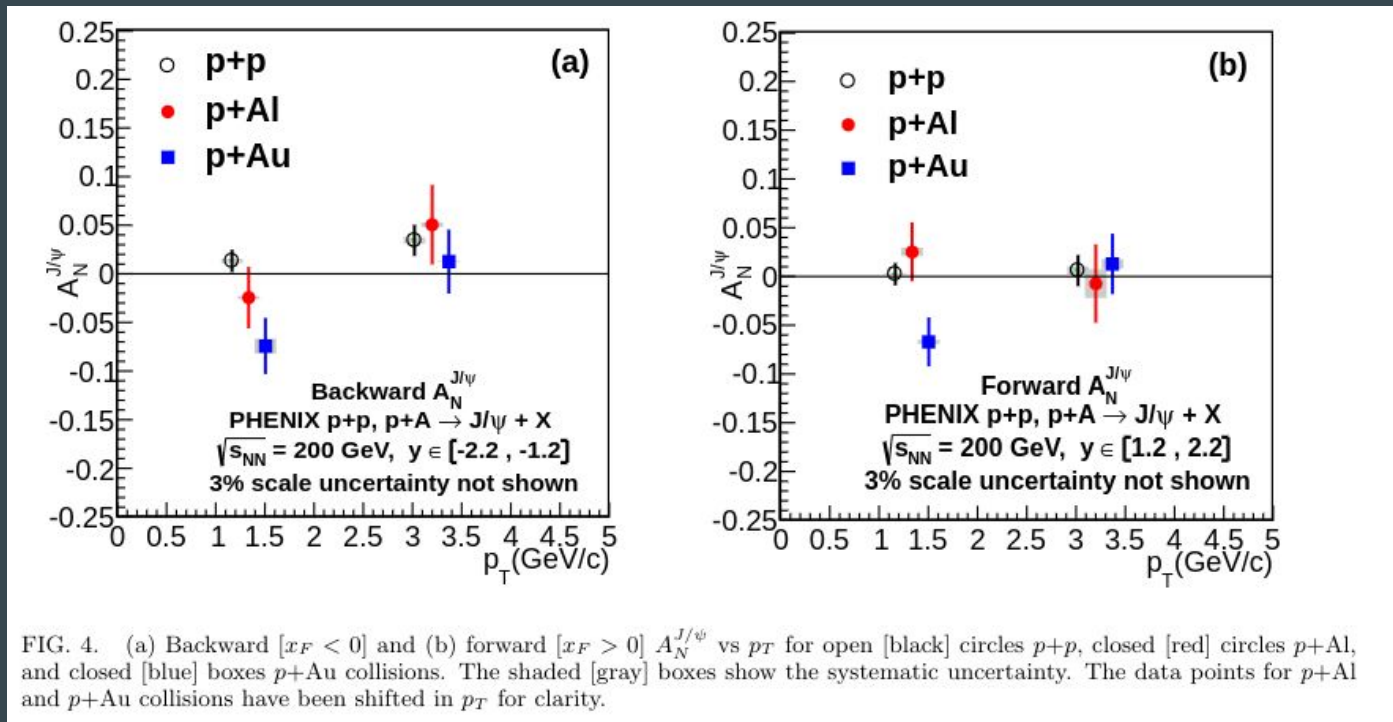 0.25
0.2
0.15
0.1
0.05
0
-0.05
-0.1
-0.15
-0.2
-0.25
A_N^{J/ψ}
(a)
p+p
p+Al
p+Au
Backward A_N^{J/ψ}
PHENIX p+p, p+A → J/ψ + X
√s_{NN} = 200 GeV, y ∈ [-2.2 , -1.2]
3% scale uncertainty not shown
0 0.5 1 1.5 2 2.5 3 3.5 4 4.5 5
p_T(GeV/c)
0.25
0.2
0.15
0.1
0.05
0
-0.05
-0.1
-0.15
-0.2
-0.25
A_N^{J/ψ}
(b)
p+p
p+Al
p+Au
Forward A_N^{J/ψ}
PHENIX p+p, p+A → J/ψ + X
√s_{NN} = 200 GeV, y ∈ [1.2 , 2.2]
3% scale uncertainty not shown
0 0.5 1 1.5 2 2.5 3 3.5 4 4.5 5
p_T(GeV/c)
FIG. 4. (a) Backward [x_F < 0] and (b) forward [x_F > 0] A_N^{J/ψ} vs p_T for open [black] circles p+p, closed [red] circles p+Al,
and closed [blue] boxes p+Au collisions. The shaded [gray] boxes show the systematic uncertainty. The data points for p+Al
and p+Au collisions have been shifted in p_T for clarity.